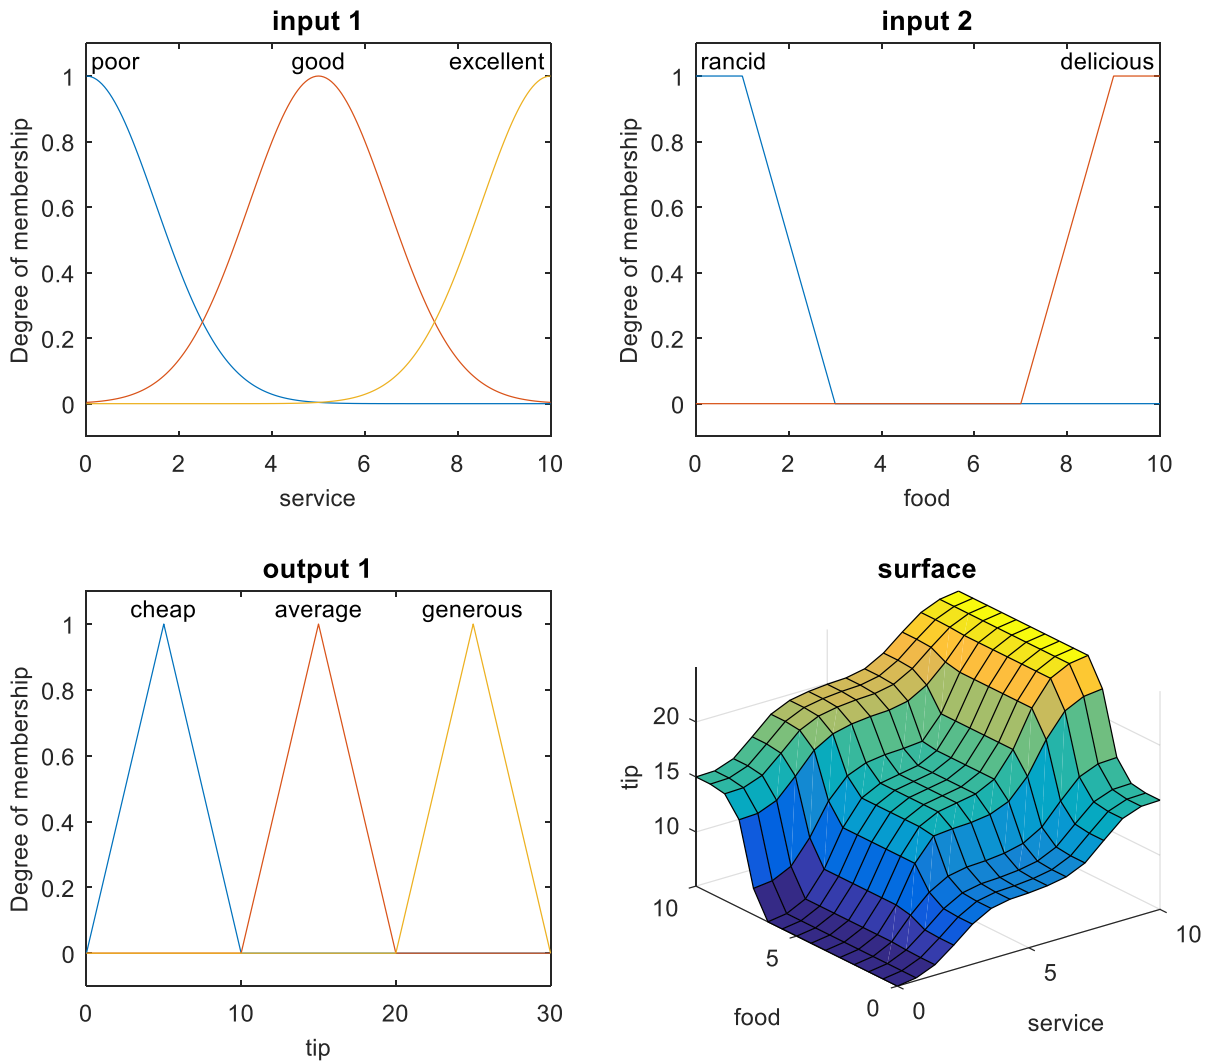 input 1
poor good excellent
1
0.8
0.6
0.4
0.2
0
Degree of membership
0 2 4 6 8 10
service
input 2
rancid delicious
1
0.8
0.6
0.4
0.2
0
Degree of membership
0 2 4 6 8 10
food
output 1
cheap average generous
1
0.8
0.6
0.4
0.2
0
Degree of membership
0 10 20 30
tip
surface
20
15
10
tip
10
5
0
food
0
5
10
service